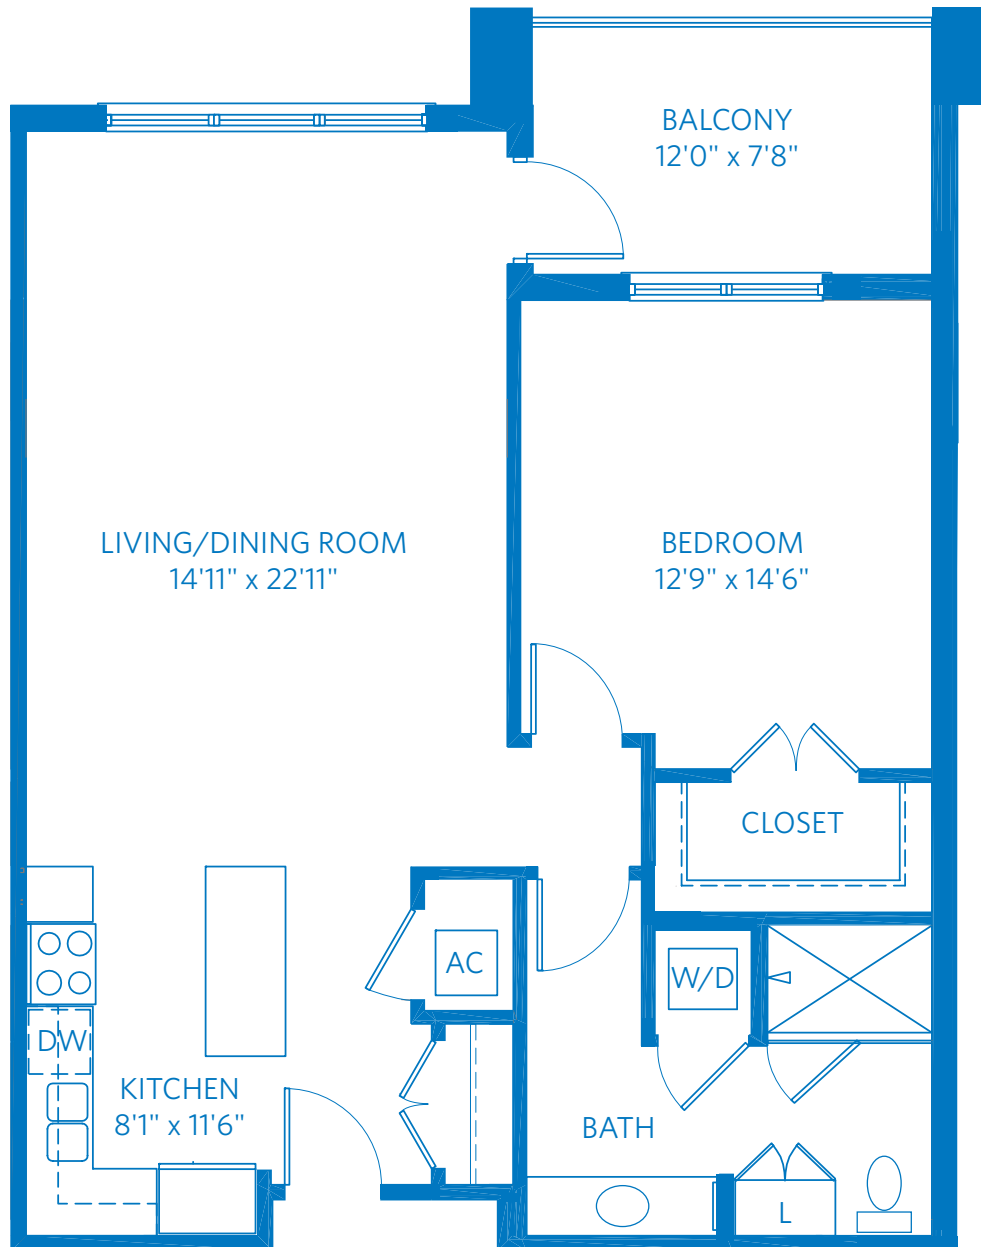 BALCONY
12'0" x 7'8"
LIVING/DINING ROOM
14'11" x 22'11"
BEDROOM
12'9" x 14'6"
CLOSET
AC
W/D
DW
KITCHEN
8'1" x 11'6"
BATH
L